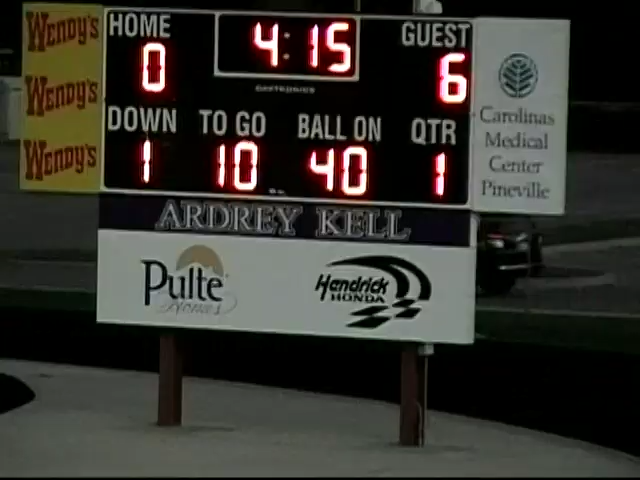 Wendy's
Wendy's
Wendy's
HOME 4:15 GUEST
0 6
DAKTRONICS
DOWN TO GO BALL ON QTR
1 10 40 1
Carolinas
Medical
Center
Pineville
ARDREY KELL
Pulte
Homes
Hendrick
HONDA